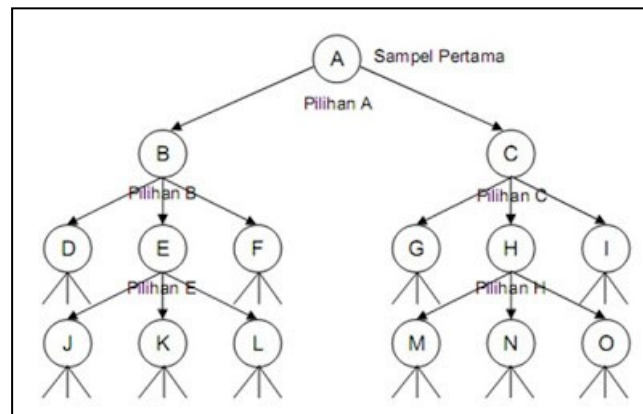 A Sampel Pertama
Pilihan A
B C
Pilihan B Pilihan C
D E F G H I
Pilihan E Pilihan H
J K L M N O